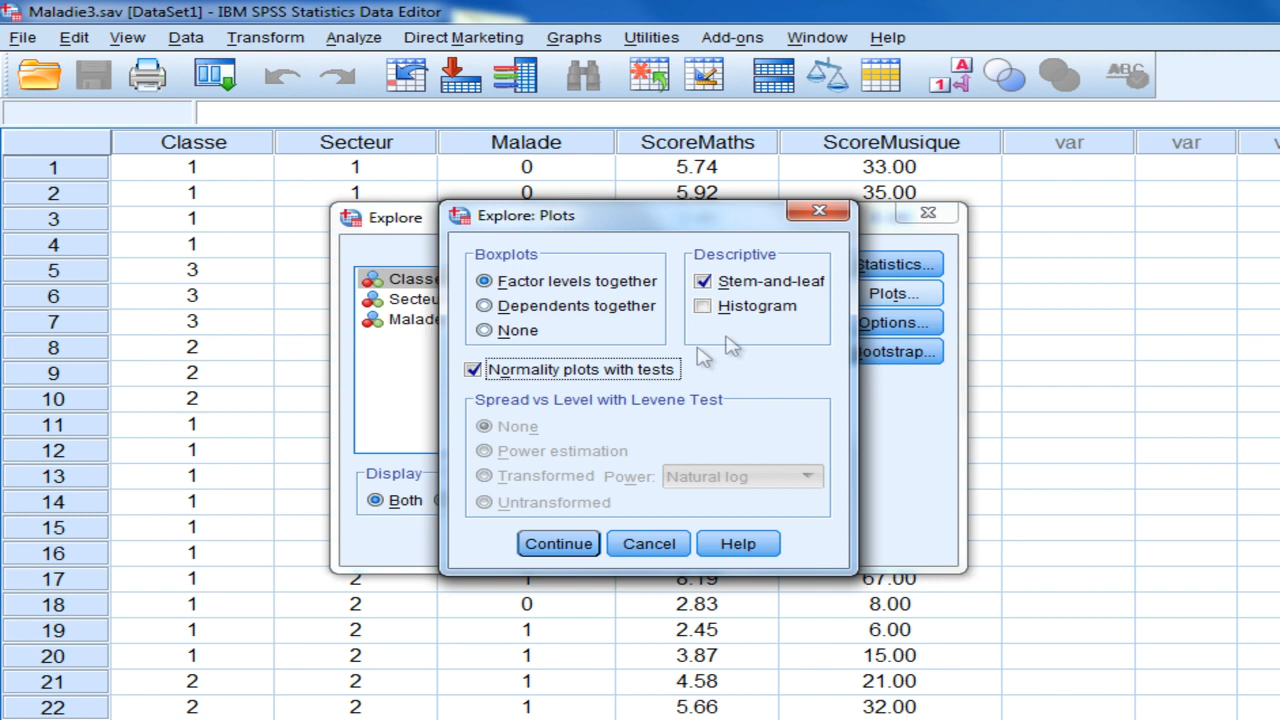 Maladie3.sav [DataSet1] - IBM SPSS Statistics Data Editor
File Edit View Data Transform Analyze Direct Marketing Graphs Utilities Add-ons Window Help
Classe Secteur Malade ScoreMaths ScoreMusique var var
1 1 1 0 5.74 33.00
2 1 1 0 5.92 35.00
3 1
4 1
5 3
6 3
7 3
8 2
9 2
10 2
11 1
12 1
13 1
14 1
15 1
16 1
17 1 2 1 8.19 67.00
18 1 2 0 2.83 8.00
19 1 2 1 2.45 6.00
20 1 2 1 3.87 15.00
21 2 2 1 4.58 21.00
22 2 2 1 5.66 32.00
Explore
Classe
Secteu
Malade
Display
Both
Statistics...
Plots...
Options...
Bootstrap...
Explore: Plots
Boxplots
Factor levels together
Dependents together
None
Descriptive
Stem-and-leaf
Histogram
Normality plots with tests
Spread vs Level with Levene Test
None
Power estimation
Transformed Power: Natural log
Untransformed
Continue Cancel Help